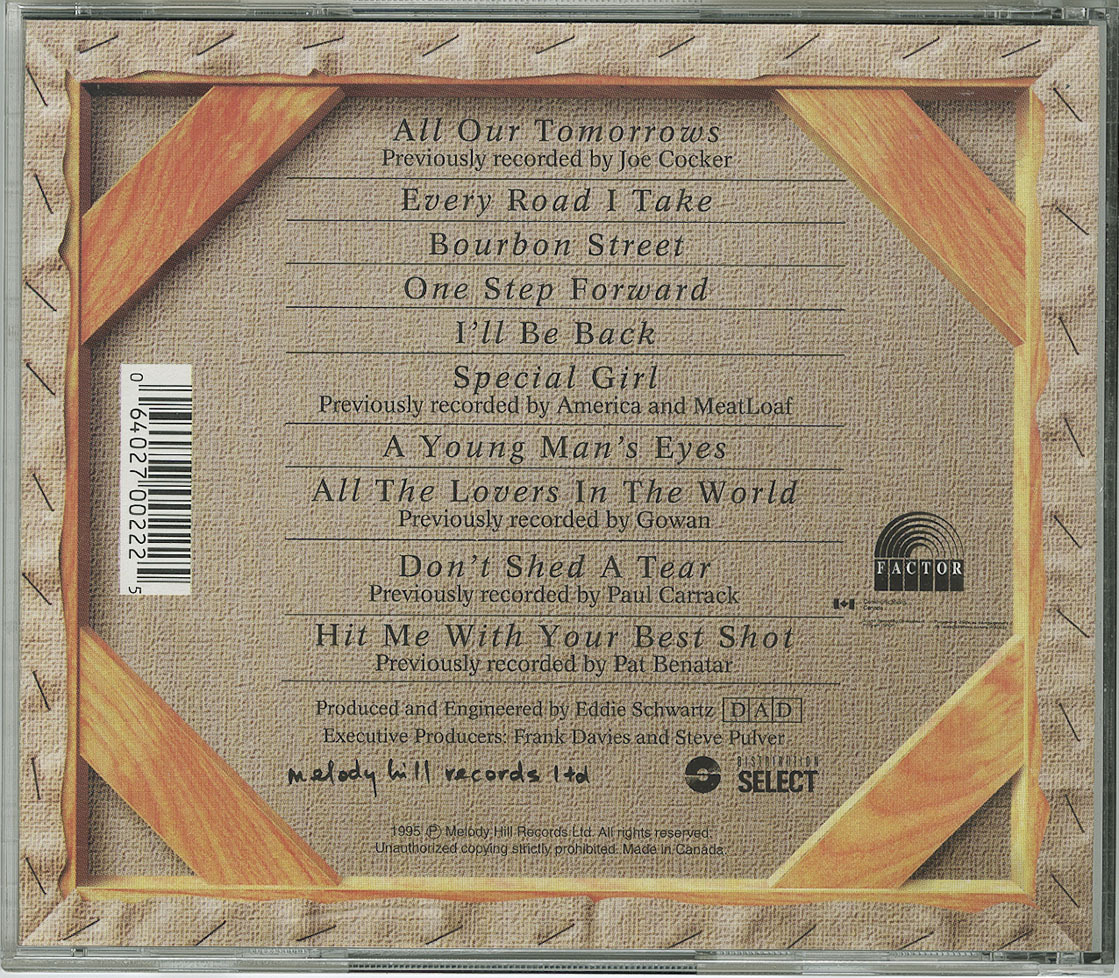 All Our Tomorrows
Previously recorded by Joe Cocker
Every Road I Take
Bourbon Street
One Step Forward
I'll Be Back
Special Girl
Previously recorded by America and MeatLoaf
A Young Man's Eyes
All The Lovers In The World
Previously recorded by Gowan
Don't Shed A Tear
Previously recorded by Paul Carrack
Hit Me With Your Best Shot
Previously recorded by Pat Benatar
Produced and Engineered by Eddie Schwartz DAD
Executive Producers: Frank Davies and Steve Pulver
melody hill records ltd
DISTRIBUTION
SELECT
1995 ℗ Melody Hill Records Ltd. All rights reserved.
Unauthorized copying strictly prohibited. Made in Canada.
0 64027 00222 5
FACTOR